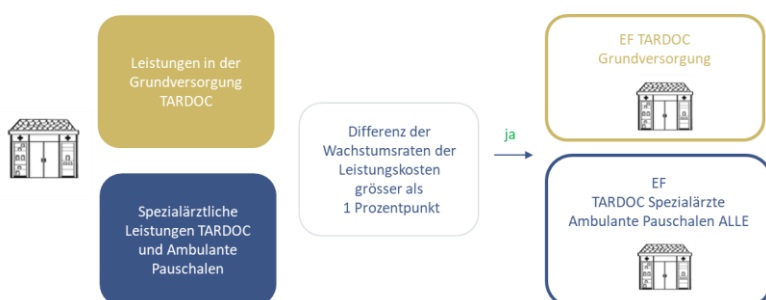 Leistungen in der
Grundversorgung
TARDOC
Spezialärztliche
Leistungen TARDOC
und Ambulante
Pauschalen
Differenz der
Wachstumsraten der
Leistungskosten
grösser als
1 Prozentpunkt
ja
EF TARDOC
Grundversorgung
EF
TARDOC Spezialärzte
Ambulante Pauschalen ALLE